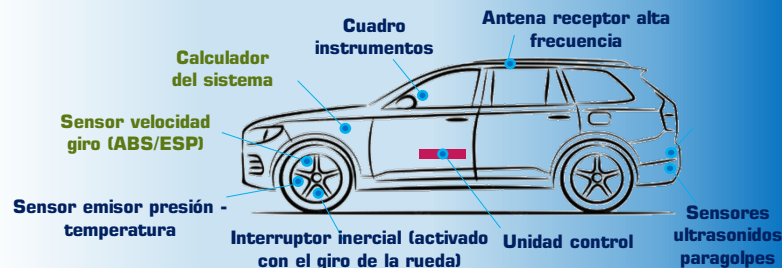 Antena receptor alta
frecuencia
Cuadro
instrumentos
Calculador
del sistema
Sensor velocidad
giro (ABS/ESP)
Sensor emisor presión -
temperatura
Interruptor inercial (activado
con el giro de la rueda)
Unidad control
Sensores
ultrasonidos
paragolpes